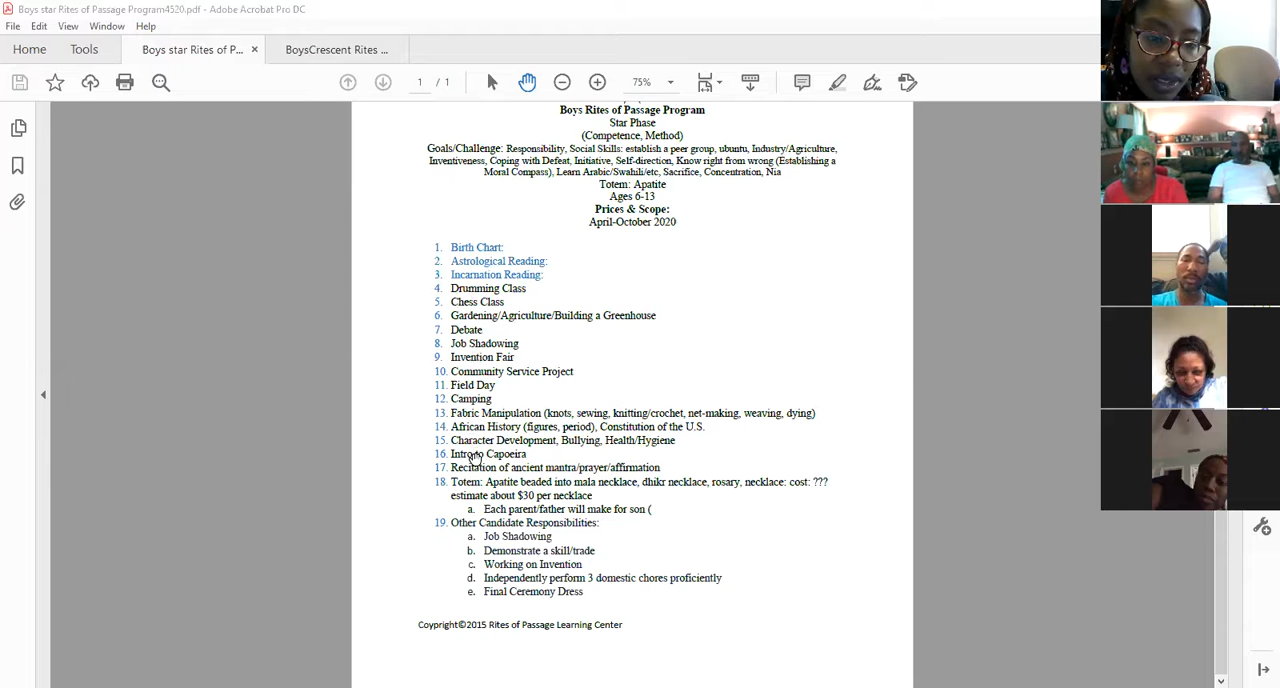 Boys star Rites of Passage Program4520.pdf - Adobe Acrobat Pro DC
File Edit View Window Help
Home Tools Boys star Rites of P... × BoysCrescent Rites ...
1 / 1 75%
Boys Rites of Passage Program
Star Phase
(Competence, Method)
Goals/Challenge: Responsibility, Social Skills: establish a peer group, ubuntu, Industry/Agriculture,
Inventiveness, Coping with Defeat, Initiative, Self-direction, Know right from wrong (Establishing a
Moral Compass), Learn Arabic/Swahili/etc, Sacrifice, Concentration, Nia
Totem: Apatite
Ages 6-13
Prices & Scope:
April-October 2020
1. Birth Chart:
2. Astrological Reading:
3. Incarnation Reading:
4. Drumming Class
5. Chess Class
6. Gardening/Agriculture/Building a Greenhouse
7. Debate
8. Job Shadowing
9. Invention Fair
10. Community Service Project
11. Field Day
12. Camping
13. Fabric Manipulation (knots, sewing, knitting/crochet, net-making, weaving, dying)
14. African History (figures, period), Constitution of the U.S.
15. Character Development, Bullying, Health/Hygiene
16. Intro to Capoeira
17. Recitation of ancient mantra/prayer/affirmation
18. Totem: Apatite beaded into mala necklace, dhikr necklace, rosary, necklace: cost: ???
estimate about $30 per necklace
a. Each parent/father will make for son (
19. Other Candidate Responsibilities:
a. Job Shadowing
b. Demonstrate a skill/trade
c. Working on Invention
d. Independently perform 3 domestic chores proficiently
e. Final Ceremony Dress
Coypright©2015 Rites of Passage Learning Center